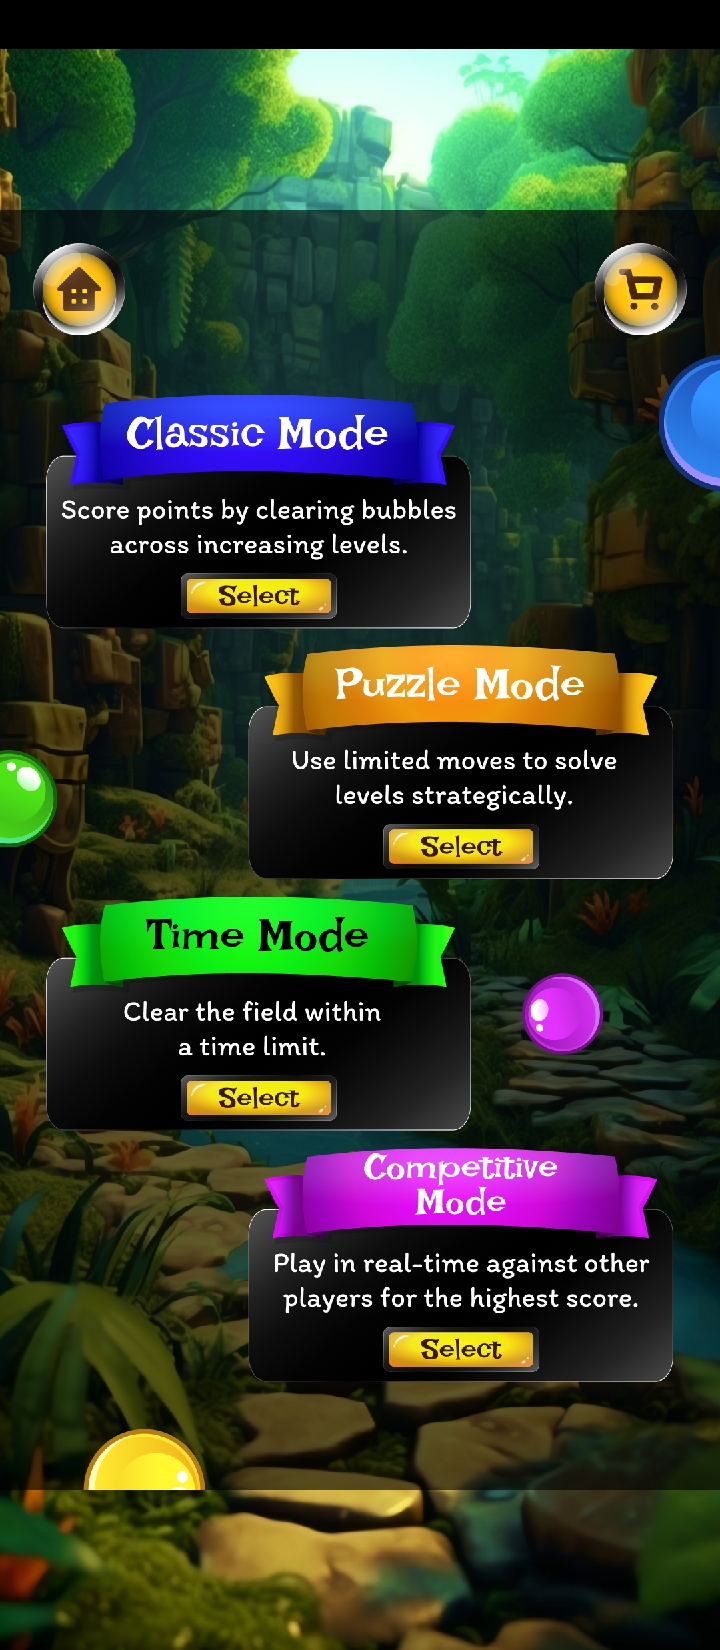 Classic Mode
Score points by clearing bubbles
across increasing levels.
Select
Puzzle Mode
Use limited moves to solve
levels strategically.
Select
Time Mode
Clear the field within
a time limit.
Select
Competitive
Mode
Play in real-time against other
players for the highest score.
Select